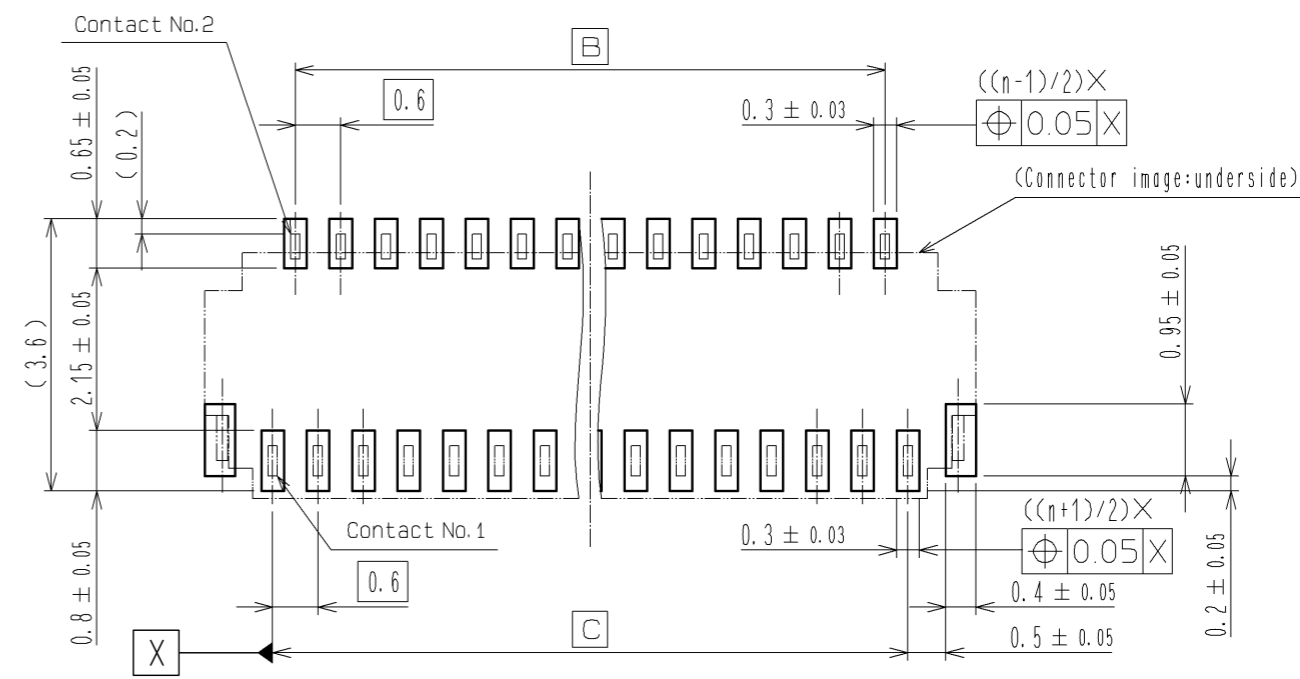 Contact No.2
B
0.6
0.3 ± 0.03
((n-1)/2)X
⌖ 0.05 X
(Connector image:underside)
0.65 ± 0.05
(0.2)
(3.6)
2.15 ± 0.05
0.8 ± 0.05
0.95 ± 0.05
0.2 ± 0.05
Contact No.1
0.6
0.3 ± 0.03
((n+1)/2)X
⌖ 0.05 X
0.4 ± 0.05
C
0.5 ± 0.05
X